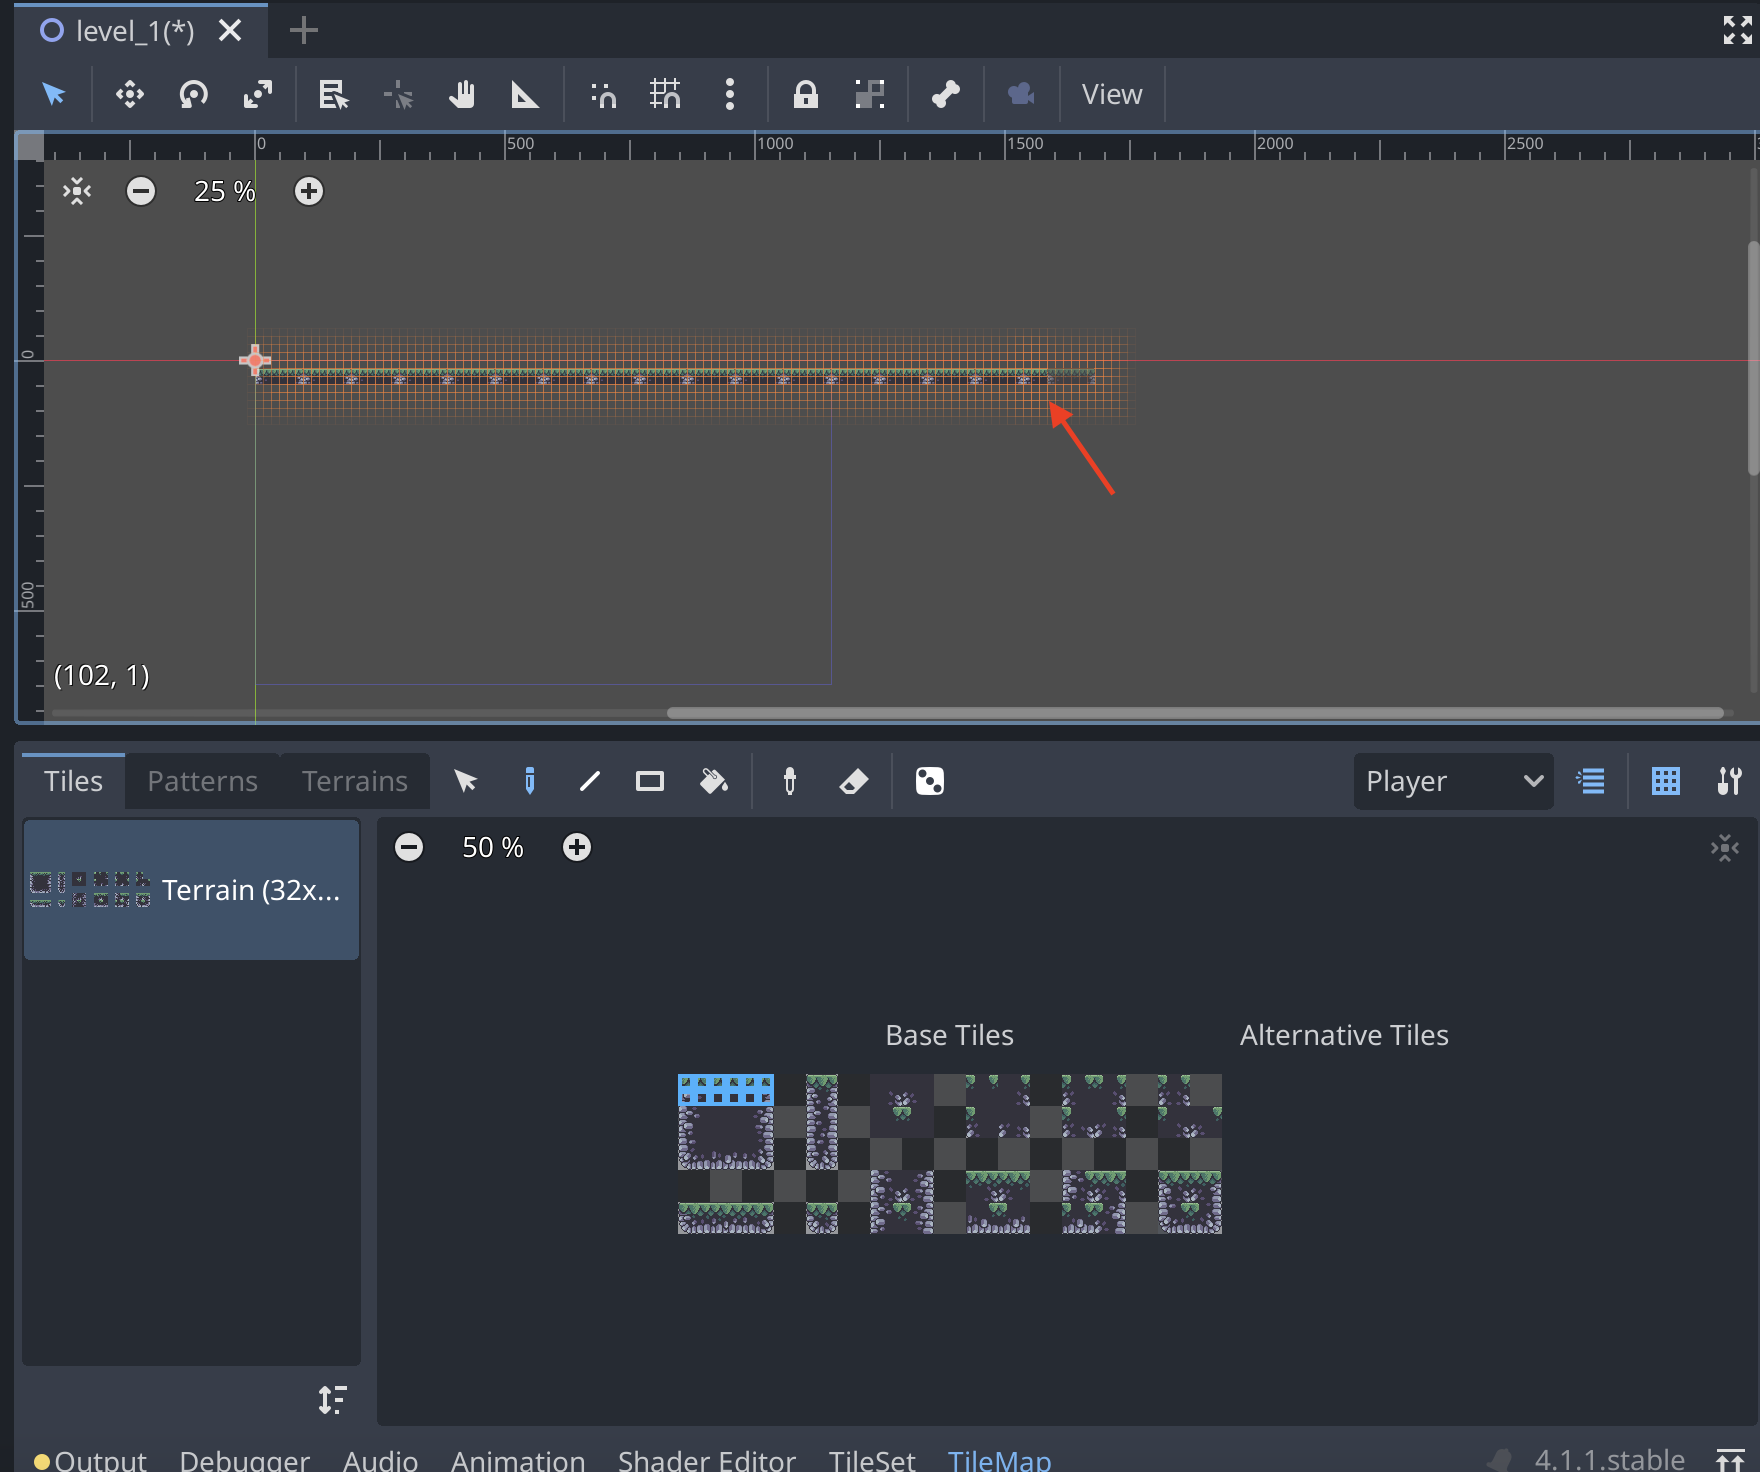 level_1(*)
View
0 500 1000 1500 2000 2500
25 %
0
500
(102, 1)
Tiles Patterns Terrains Player
50 %
Terrain (32x...
Base Tiles Alternative Tiles
Output Debugger Audio Animation Shader Editor TileSet TileMap 4.1.1.stable